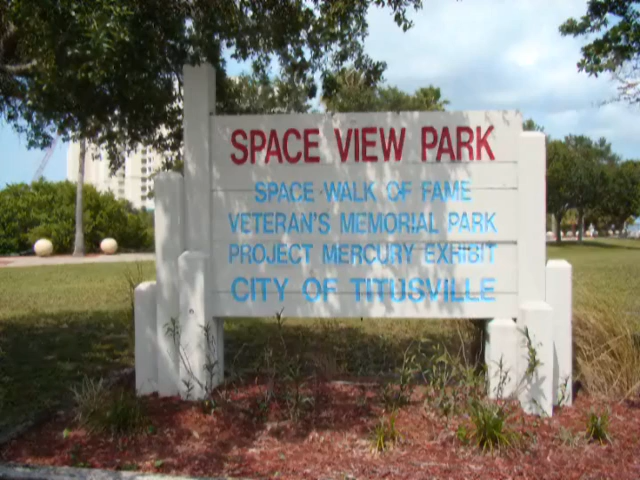 SPACE VIEW PARK
SPACE WALK OF FAME
VETERAN'S MEMORIAL PARK
PROJECT MERCURY EXHIBIT
CITY OF TITUSVILLE